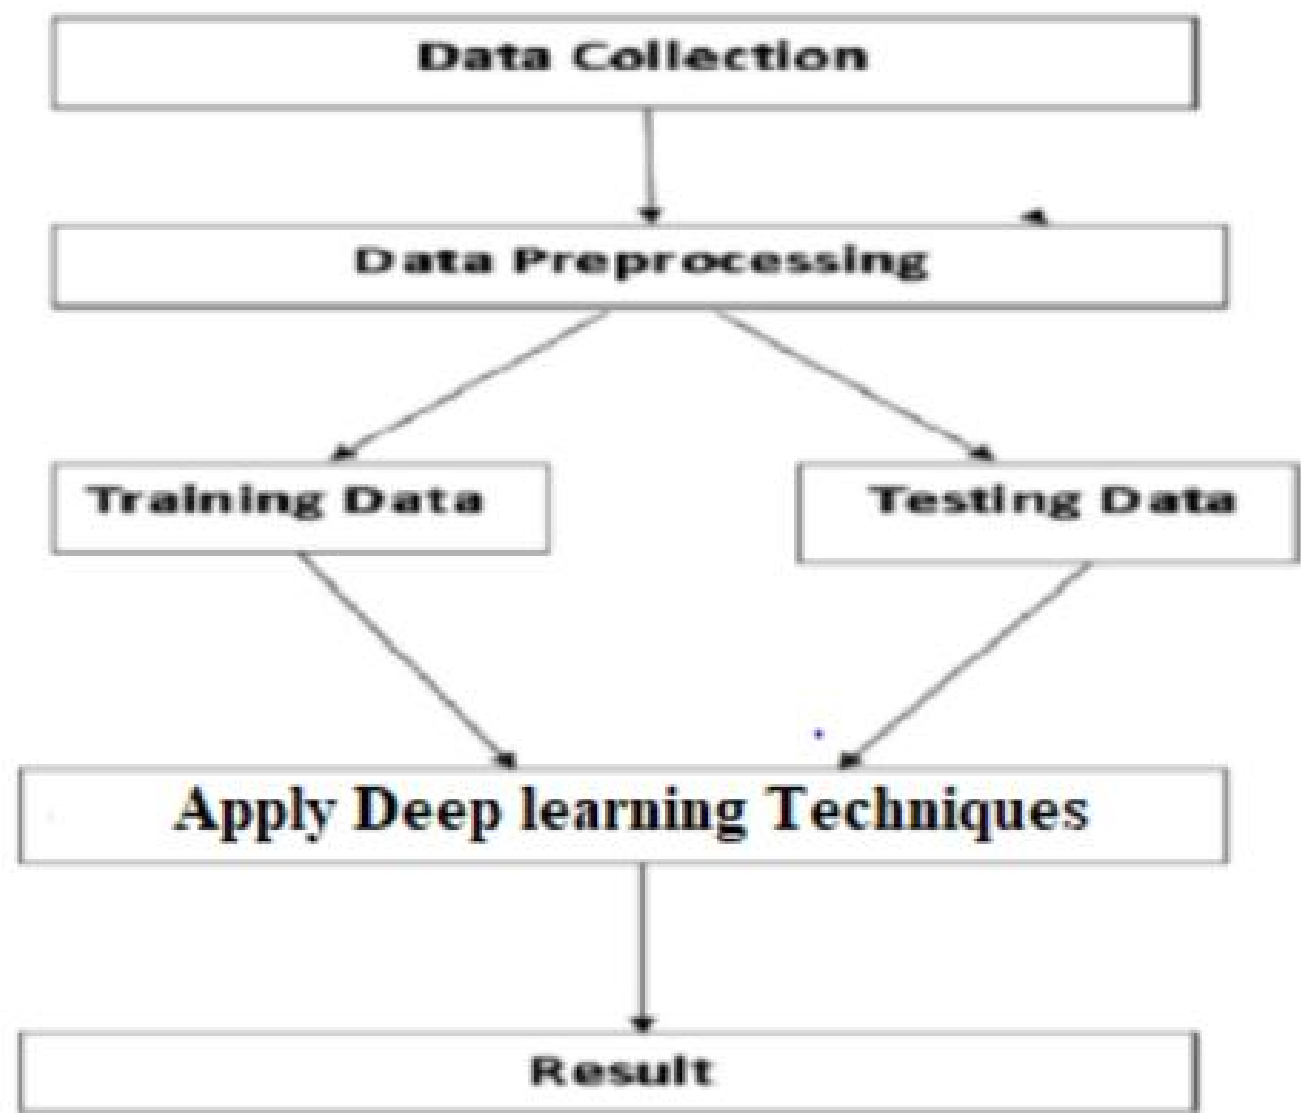 Data Collection
Data Preprocessing
Training Data
Testing Data
Apply Deep learning Techniques
Result